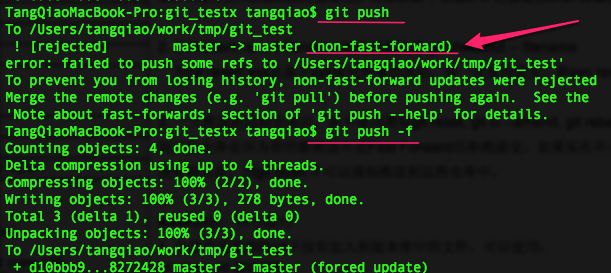 TangQiaoMacBook-Pro:git_testx tangqiao$ git push
To /Users/tangqiao/work/tmp/git_test
! [rejected] master -> master (non-fast-forward)
error: failed to push some refs to '/Users/tangqiao/work/tmp/git_test'
To prevent you from losing history, non-fast-forward updates were rejected
Merge the remote changes (e.g. 'git pull') before pushing again. See the
'Note about fast-forwards' section of 'git push --help' for details.
TangQiaoMacBook-Pro:git_testx tangqiao$ git push -f
Counting objects: 4, done.
Delta compression using up to 4 threads.
Compressing objects: 100% (2/2), done.
Writing objects: 100% (3/3), 278 bytes, done.
Total 3 (delta 1), reused 0 (delta 0)
Unpacking objects: 100% (3/3), done.
To /Users/tangqiao/work/tmp/git_test
+ d10bbb9...8272428 master -> master (forced update)